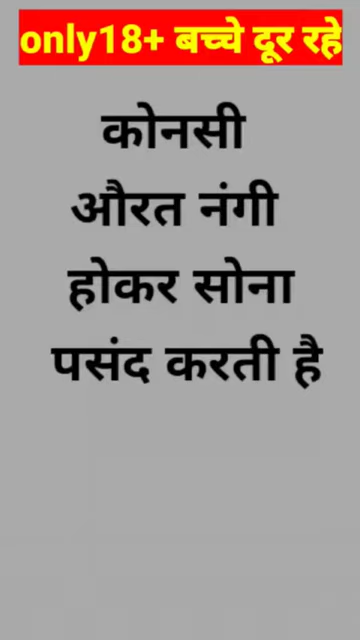 only18+ बच्चे दूर रहे
कोनसी
औरत नंगी
होकर सोना
पसंद करती है